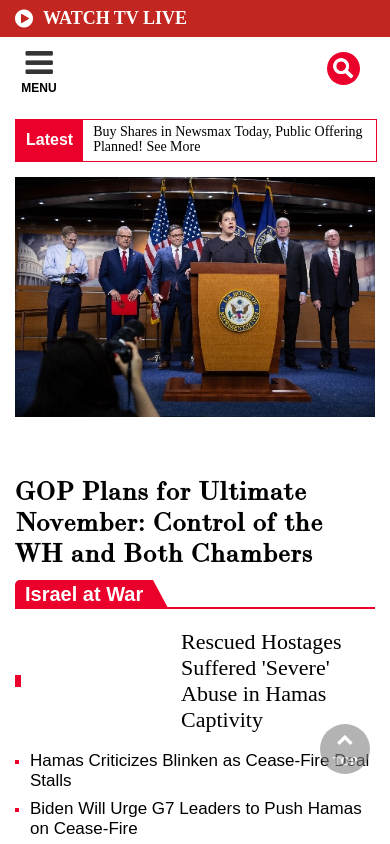 WATCH TV LIVE
MENU
Latest
Buy Shares in Newsmax Today, Public Offering
Planned! See More
GOP Plans for Ultimate
November: Control of the
WH and Both Chambers
Israel at War
Rescued Hostages
Suffered 'Severe'
Abuse in Hamas
Captivity
Hamas Criticizes Blinken as Cease-Fire Deal
Stalls
Biden Will Urge G7 Leaders to Push Hamas
on Cease-Fire